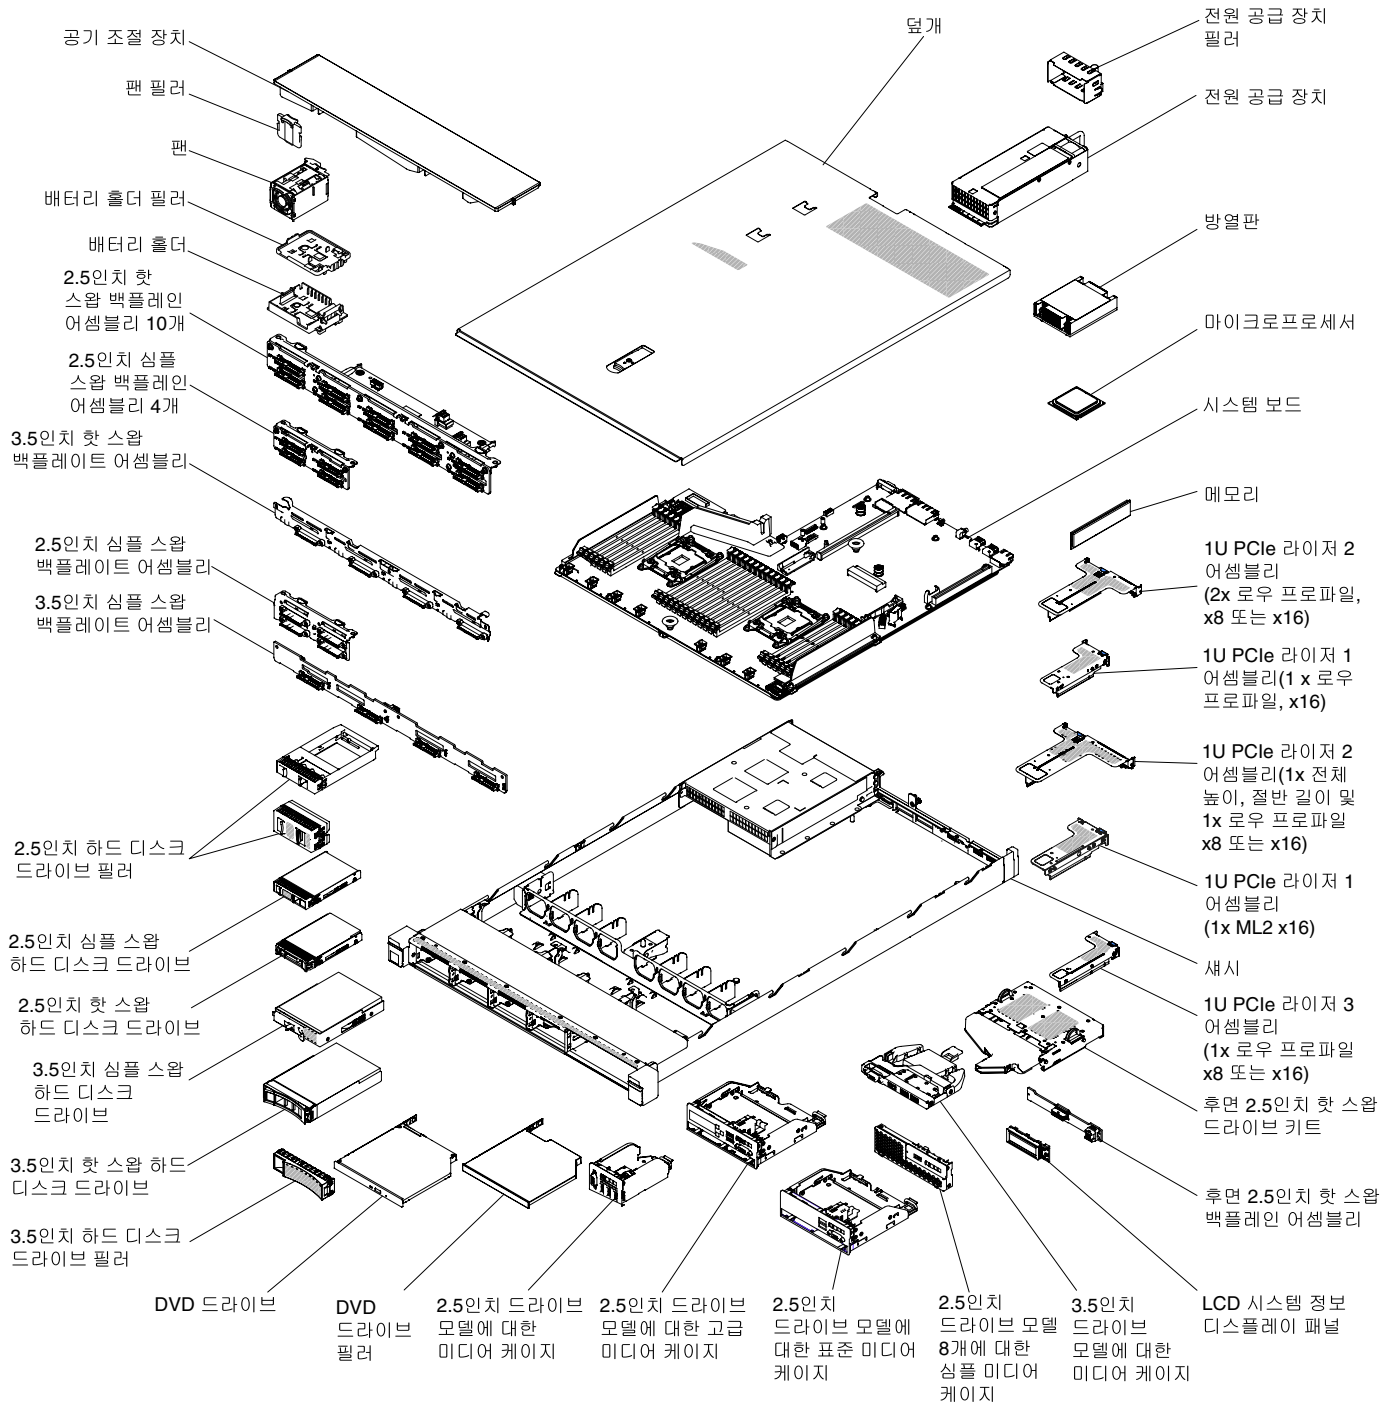 공기 조절 장치
팬 필러
팬
배터리 홀더 필러
배터리 홀더
2.5인치 핫
스왑 백플레인
어셈블리 10개
2.5인치 심플
스왑 백플레인
어셈블리 4개
3.5인치 핫 스왑
백플레이트 어셈블리
2.5인치 심플 스왑
백플레이트 어셈블리
3.5인치 심플 스왑
백플레이트 어셈블리
2.5인치 하드 디스크
드라이브 필러
2.5인치 심플 스왑
하드 디스크 드라이브
2.5인치 핫 스왑
하드 디스크 드라이브
3.5인치 심플 스왑
하드 디스크
드라이브
3.5인치 핫 스왑 하드
디스크 드라이브
3.5인치 하드 디스크
드라이브 필러
DVD 드라이브
DVD
드라이브
필러
2.5인치 드라이브
모델에 대한
미디어 케이지
2.5인치 드라이브
모델에 대한 고급
미디어 케이지
2.5인치
드라이브 모델에
대한 표준 미디어
케이지
2.5인치
드라이브 모델
8개에 대한
심플 미디어
케이지
3.5인치
드라이브
모델에 대한
미디어 케이지
LCD 시스템 정보
디스플레이 패널
덮개
전원 공급 장치
필러
전원 공급 장치
방열판
마이크로프로세서
시스템 보드
메모리
1U PCIe 라이저 2
어셈블리
(2x 로우 프로파일,
x8 또는 x16)
1U PCIe 라이저 1
어셈블리(1 x 로우
프로파일, x16)
1U PCIe 라이저 2
어셈블리(1x 전체
높이, 절반 길이 및
1x 로우 프로파일
x8 또는 x16)
1U PCIe 라이저 1
어셈블리
(1x ML2 x16)
섀시
1U PCIe 라이저 3
어셈블리
(1x 로우 프로파일
x8 또는 x16)
후면 2.5인치 핫 스왑
드라이브 키트
후면 2.5인치 핫 스왑
백플레인 어셈블리